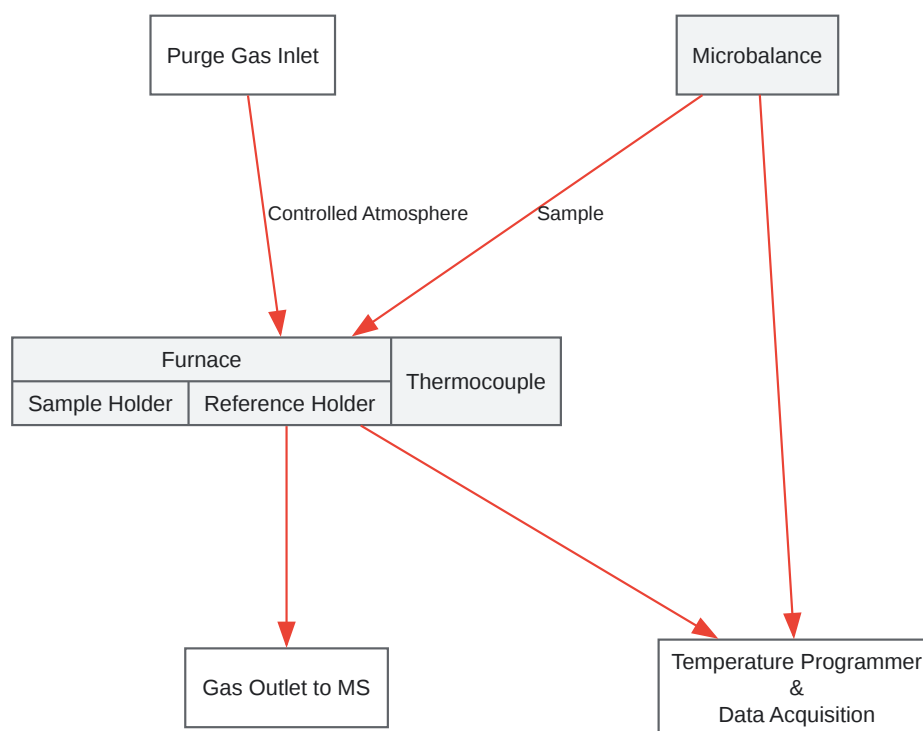 Purge Gas Inlet
Microbalance
Controlled Atmosphere
Sample
Furnace
Thermocouple
Sample Holder
Reference Holder
Gas Outlet to MS
Temperature Programmer
&
Data Acquisition